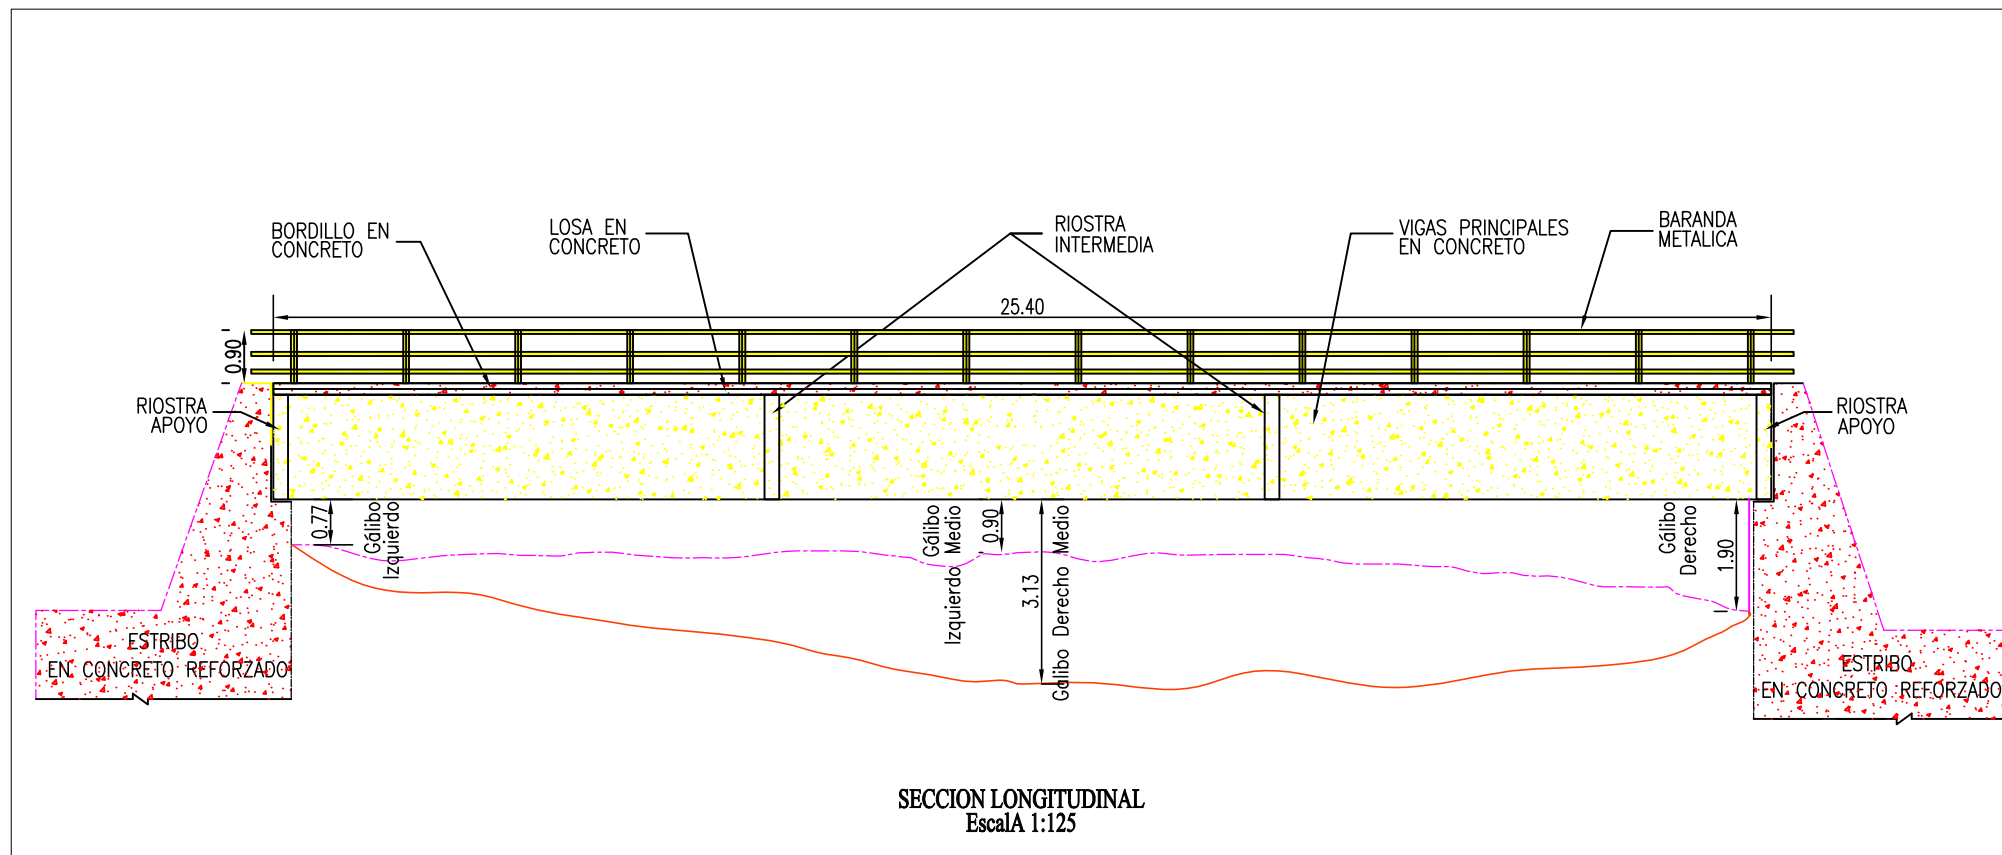 BORDILLO EN
CONCRETO
LOSA EN
CONCRETO
RIOSTRA
INTERMEDIA
VIGAS PRINCIPALES
EN CONCRETO
BARANDA
METALICA
25.40
0.90
RIOSTRA
APOYO
RIOSTRA
APOYO
0.77
Gálibo
Izquierdo
Gálibo
Izquierdo Medio
0.90
3.13
Gálibo Derecho Medio
Gálibo
Derecho
1.90
ESTRIBO
EN CONCRETO REFORZADO
ESTRIBO
EN CONCRETO REFORZADO
SECCION LONGITUDINAL
EscalA 1:125